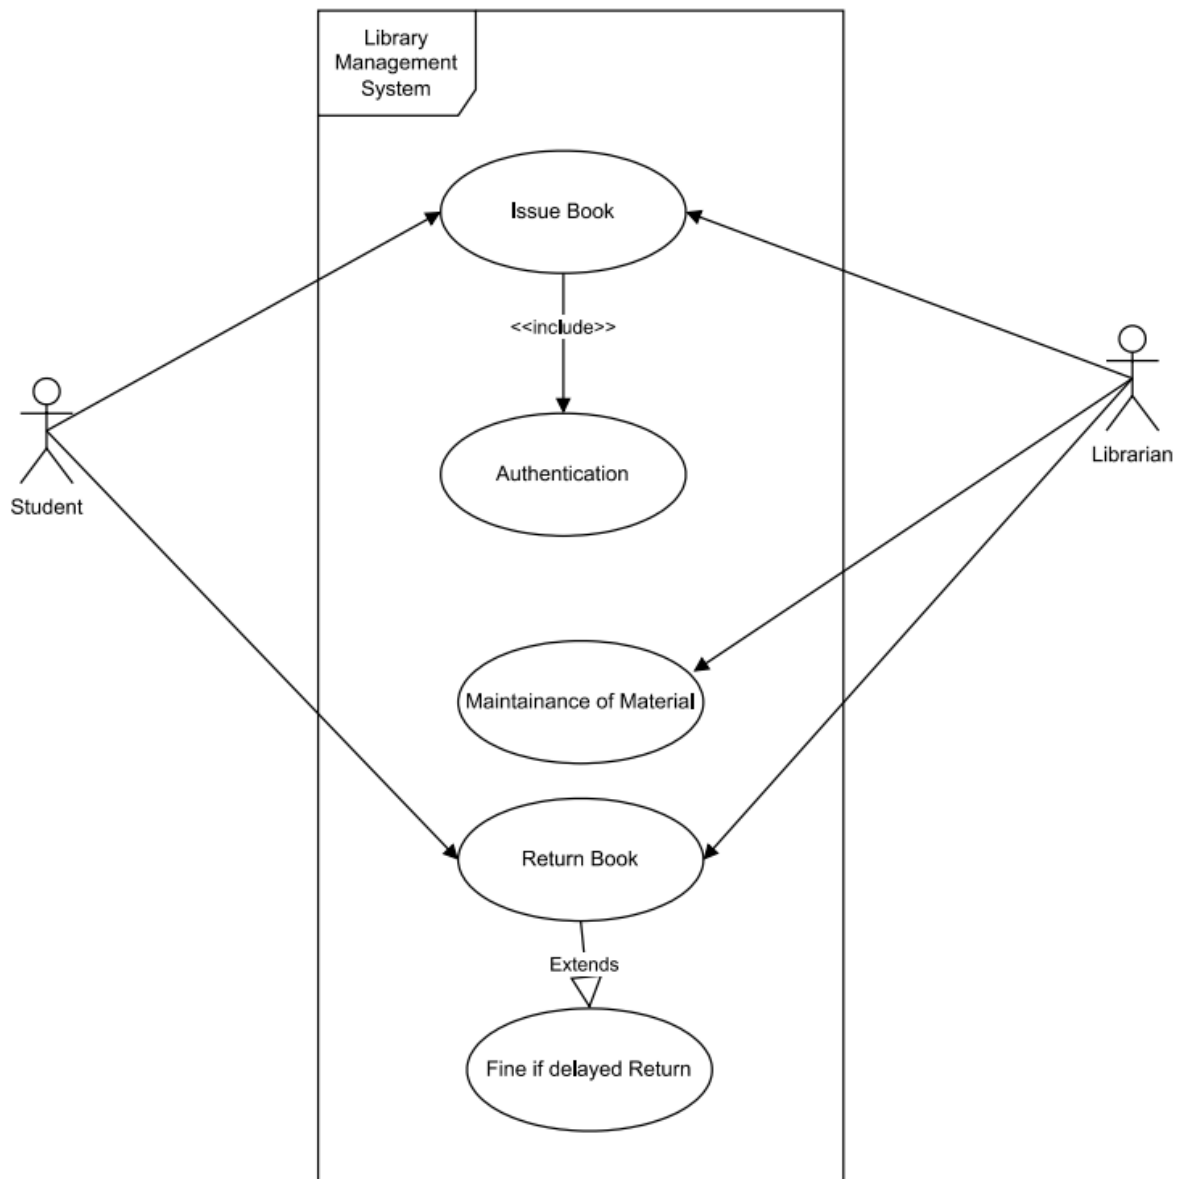 Library
Management
System
Issue Book
<<include>>
Librarian
Authentication
Student
Maintainance of Material
Return Book
Extends
Fine if delayed Return